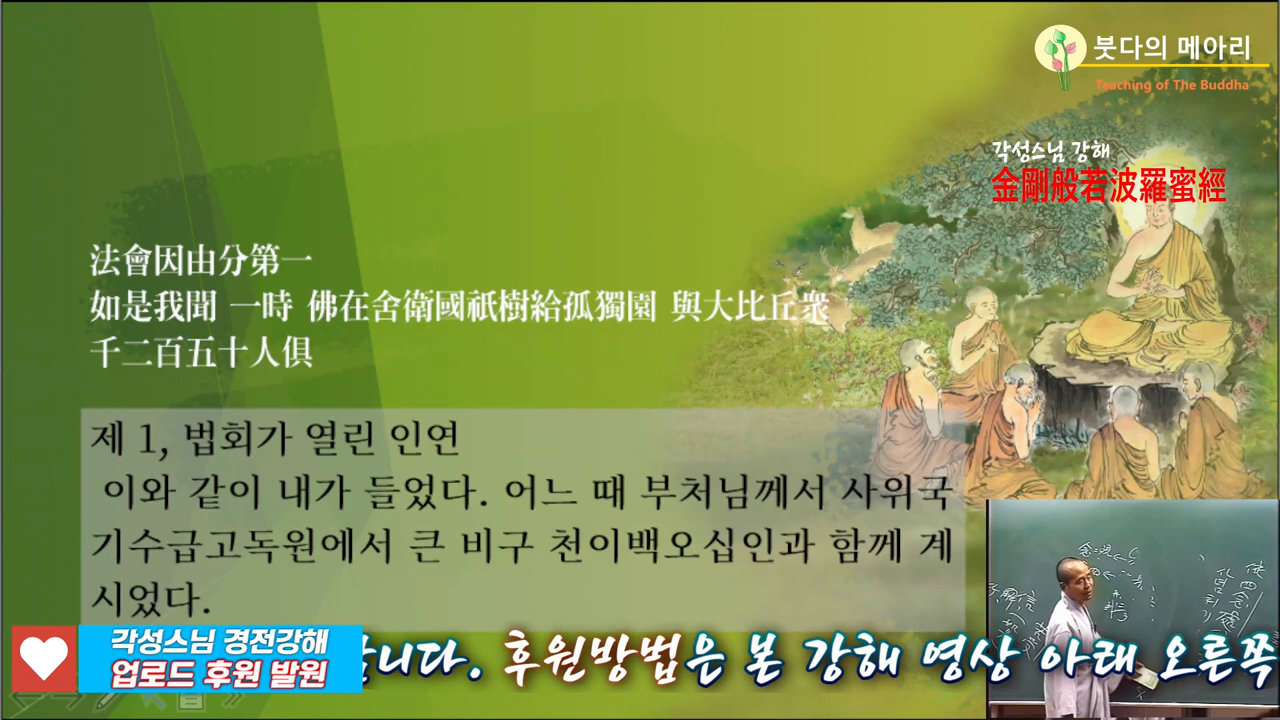 붓다의 메아리
Teaching of The Buddha
각성스님 강해
金剛般若波羅蜜經
法會因由分第一
如是我聞 一時 佛在舍衛國祇樹給孤獨園 與大比丘衆
千二百五十人俱
제 1, 법회가 열린 인연
이와 같이 내가 들었다. 어느 때 부처님께서 사위국
기수급고독원에서 큰 비구 천이백오십인과 함께 계
시었다.
각성스님 경전강해
업로드 후원 발원
니다. 후원방법은 본 강해 영상 아래 오른쪽